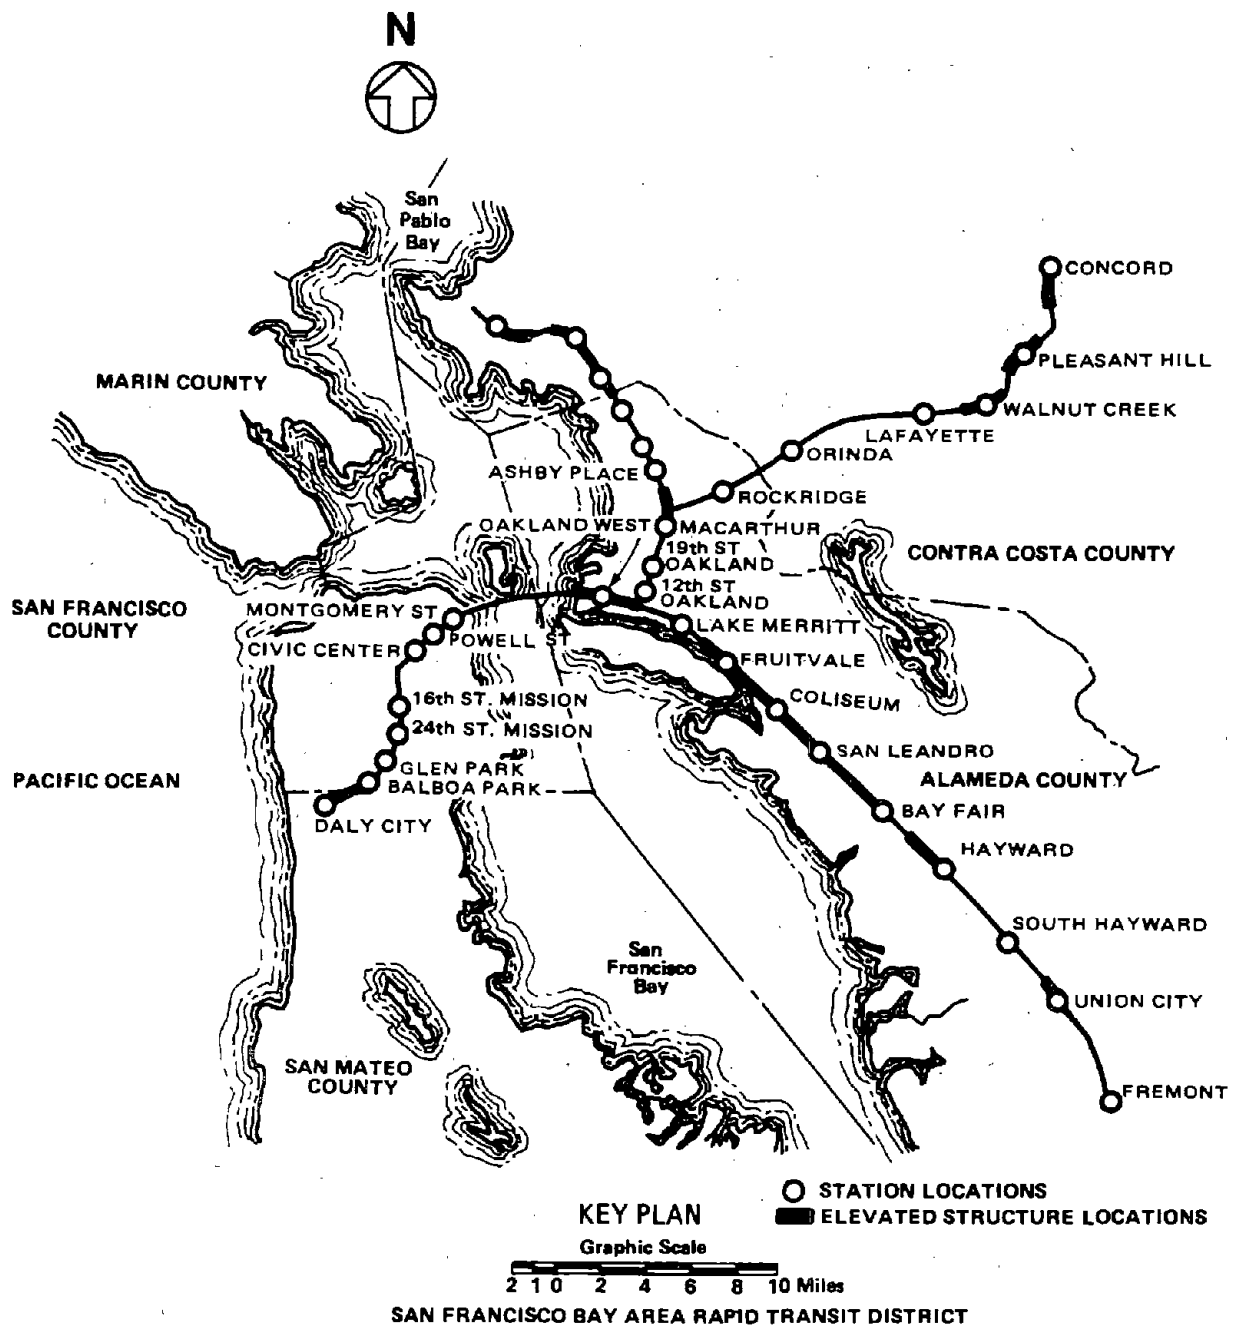 N
San
Pablo
Bay
CONCORD
PLEASANT HILL
MARIN COUNTY
WALNUT CREEK
LAFAYETTE
ORINDA
ASHBY PLACE
ROCKRIDGE
OAKLAND WEST
MACARTHUR
19th ST
OAKLAND
CONTRA COSTA COUNTY
12th ST
OAKLAND
SAN FRANCISCO
COUNTY
MONTGOMERY ST
LAKE MERRITT
POWELL ST
CIVIC CENTER
FRUITVALE
16th ST. MISSION
COLISEUM
24th ST. MISSION
SAN LEANDRO
GLEN PARK
PACIFIC OCEAN
ALAMEDA COUNTY
BALBOA PARK
BAY FAIR
DALY CITY
HAYWARD
SOUTH HAYWARD
San
Francisco
Bay
UNION CITY
SAN MATEO
COUNTY
FREMONT
STATION LOCATIONS
KEY PLAN
ELEVATED STRUCTURE LOCATIONS
Graphic Scale
2 1 0 2 4 6 8 10 Miles
SAN FRANCISCO BAY AREA RAPID TRANSIT DISTRICT